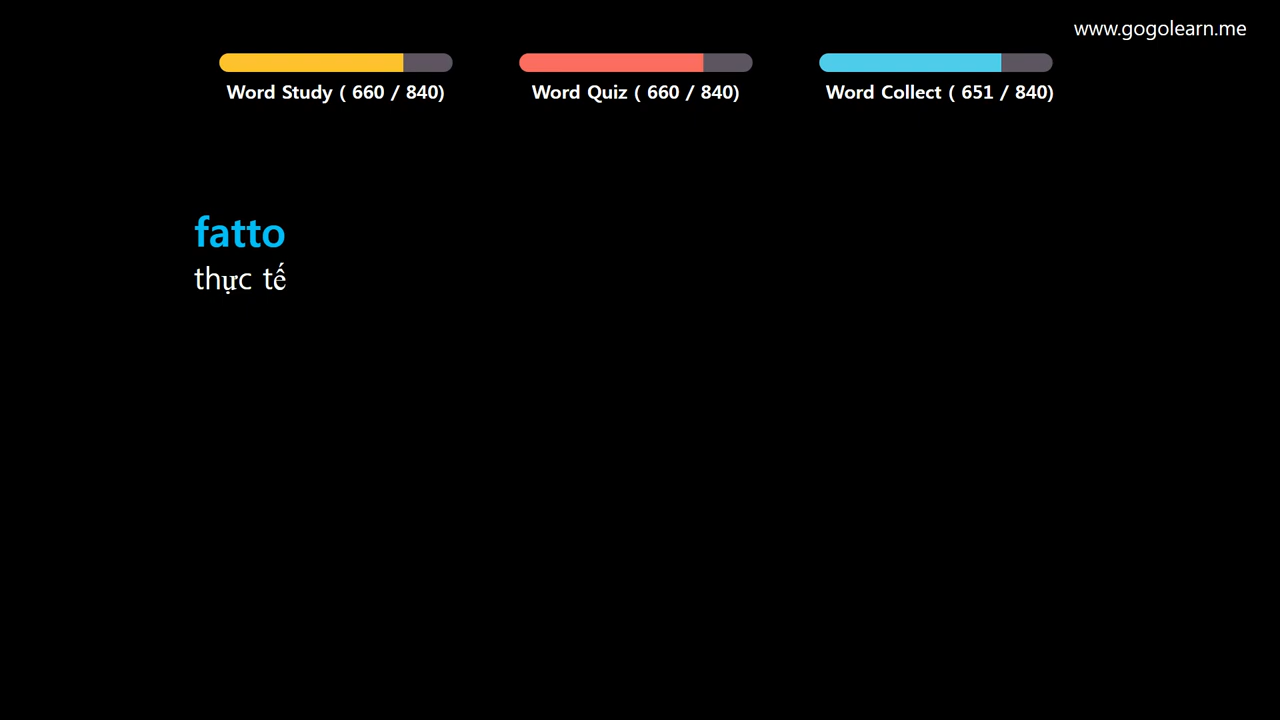 www.gogolearn.me
Word Study ( 660 / 840)
Word Quiz ( 660 / 840)
Word Collect ( 651 / 840)
fatto
thực tế